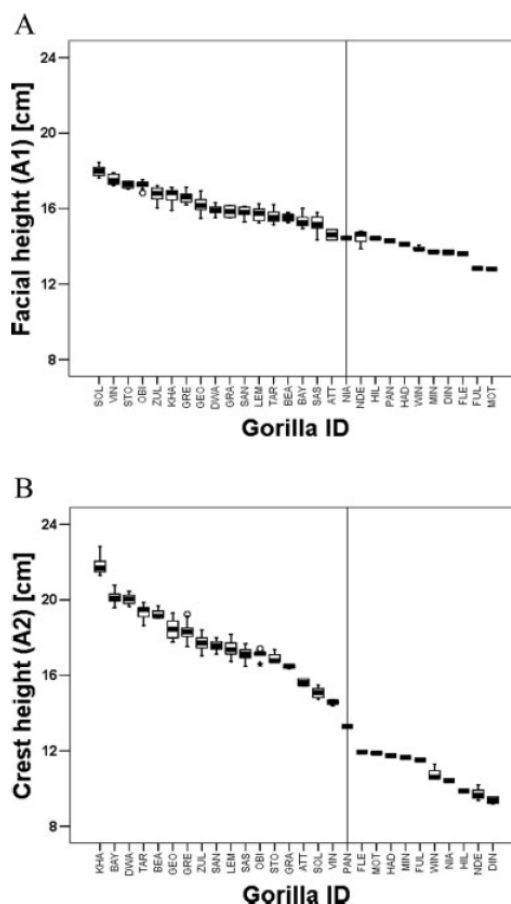 A
Facial height (A1) [cm]
24
20
16
12
8
SOL VIN STO OBI ZUL KHA GRE GEO DWA GRA SAN LEM TAR BEA BAY SAS ATT NIA NDE HIL PAN HAD WIN MIN DIN FLE FUL MOT
Gorilla ID
B
Crest height (A2) [cm]
24
20
16
12
8
KHA BAY DWA TAR BEA GEO GRE ZUL SAN LEM SAS OBI STO GRA ATT SOL VIN PAN FLE MOT HAD MIN FUL WIN NIA HIL NDE DIN
Gorilla ID